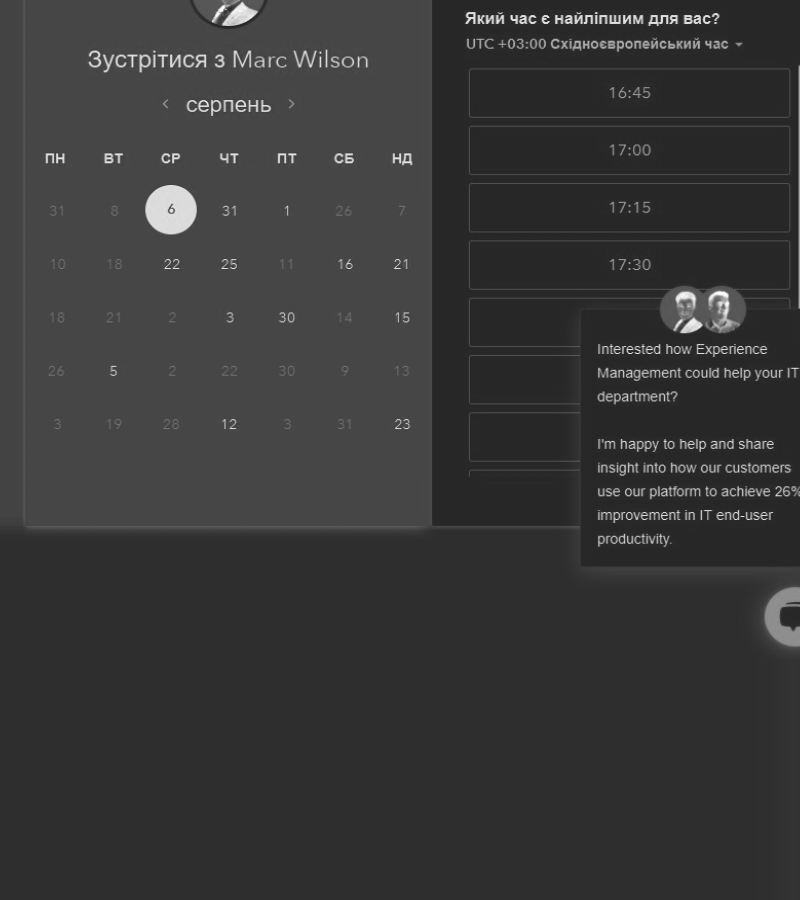 Зустрітися з Marc Wilson
серпень
ПН ВТ СР ЧТ ПТ СБ НД
31 8 6 31 1 26 7
10 18 22 25 11 16 21
18 21 2 3 30 14 15
26 5 2 22 30 9 13
3 19 28 12 3 31 23
Який час є найліпшим для вас?
UTC +03:00 Східноєвропейський час
16:45
17:00
17:15
17:30
Interested how Experience
Management could help your IT
department?
I'm happy to help and share
insight into how our customers
use our platform to achieve 26%
improvement in IT end-user
productivity.